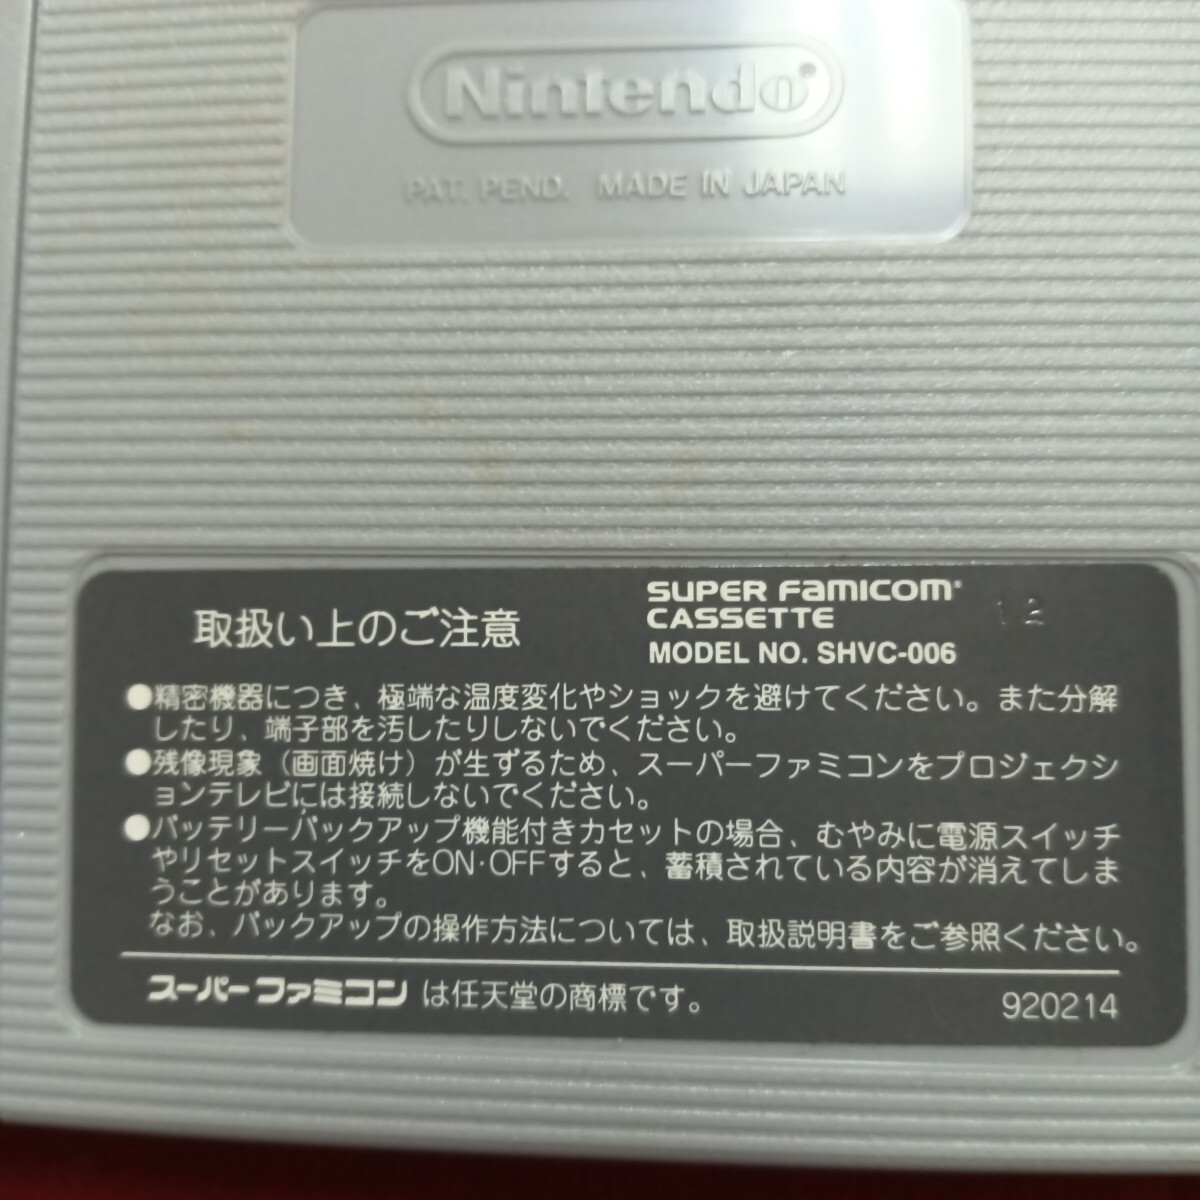 Nintendo®
PAT. PEND. MADE IN JAPAN
取扱い上のご注意
SUPER FAMICOM®
CASSETTE
MODEL NO. SHVC-006
12
●精密機器につき、極端な温度変化やショックを避けてください。また分解
したり、端子部を汚したりしないでください。
●残像現象（画面焼け）が生ずるため、スーパーファミコンをプロジェクシ
ョンテレビには接続しないでください。
●バッテリーバックアップ機能付きカセットの場合、むやみに電源スイッチ
やリセットスイッチをON・OFFすると、蓄積されている内容が消えてしま
うことがあります。
なお、バックアップの操作方法については、取扱説明書をご参照ください。
スーパーファミコン は任天堂の商標です。
920214